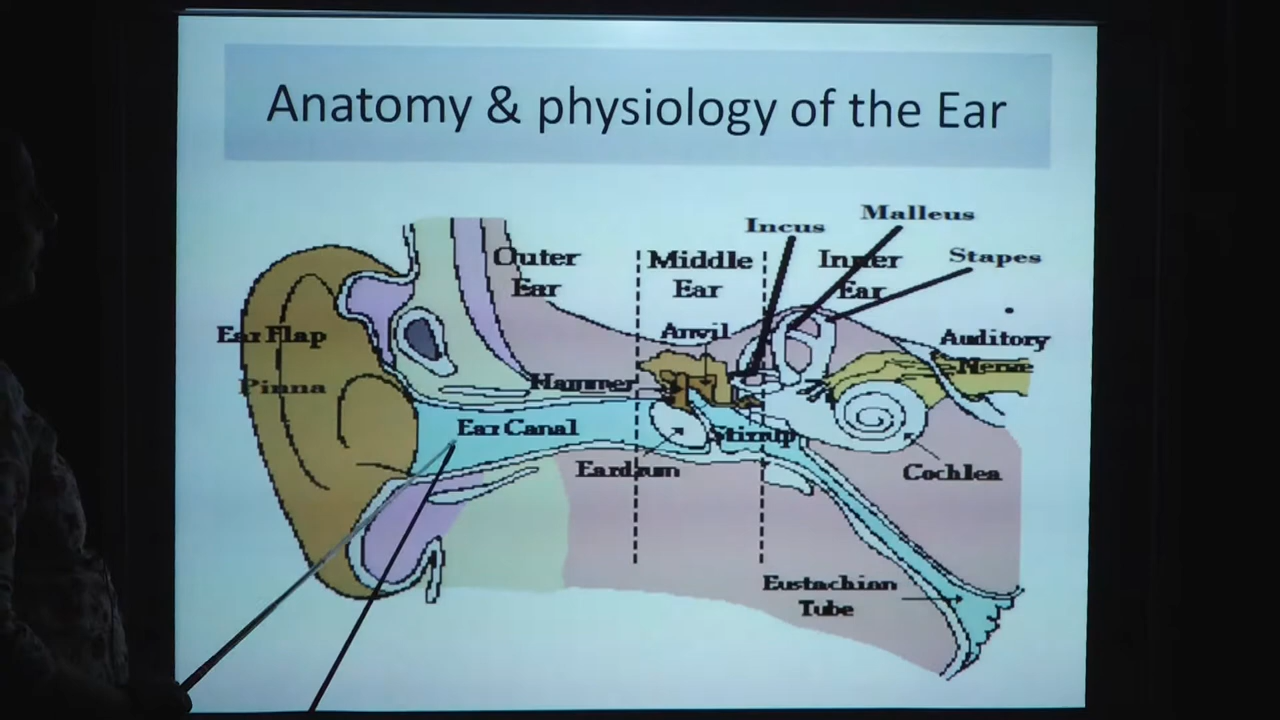 Anatomy & physiology of the Ear
Malleus
Incus
Stapes
Outer
Ear
Middle
Ear
Inner
Ear
Anvil
Ear Flap
Auditory
Nerve
Pinna
Hammer
Ear Canal
Stirrup
Eardrum
Cochlea
Eustachian
Tube